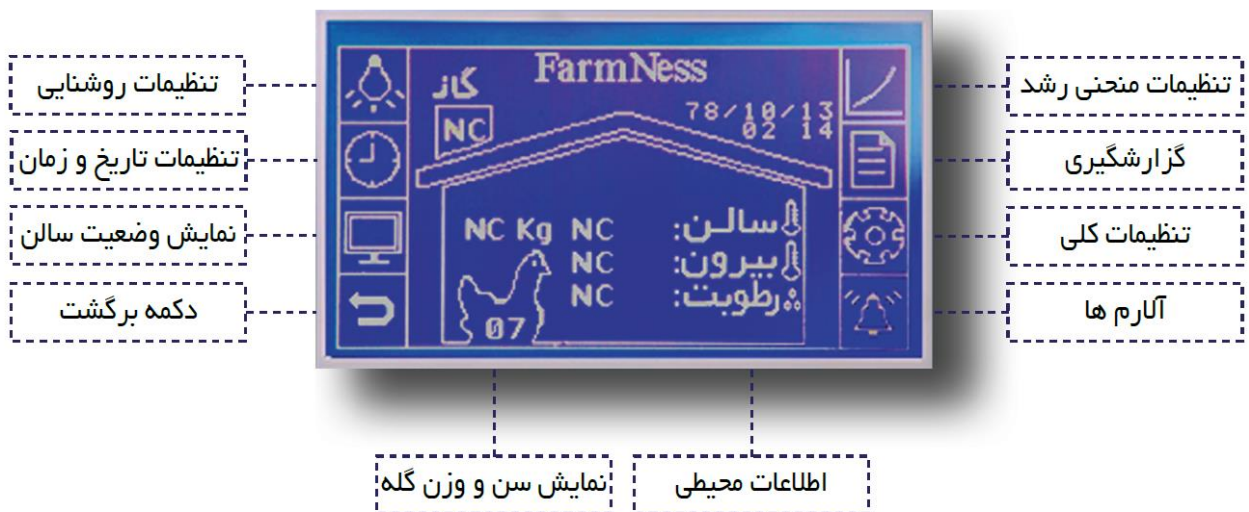 تنظیمات روشنایی
تنظیمات تاریخ و زمان
نمایش وضعیت سالن
دکمه برگشت
FarmNess
گاز
NC
78/10/13
02 14
سالن: NC
NC Kg
بیرون: NC
رطوبت: NC
07
تنظیمات منحنی رشد
گزارشگیری
تنظیمات کلی
آلارم ها
نمایش سن و وزن گله
اطلاعات محیطی